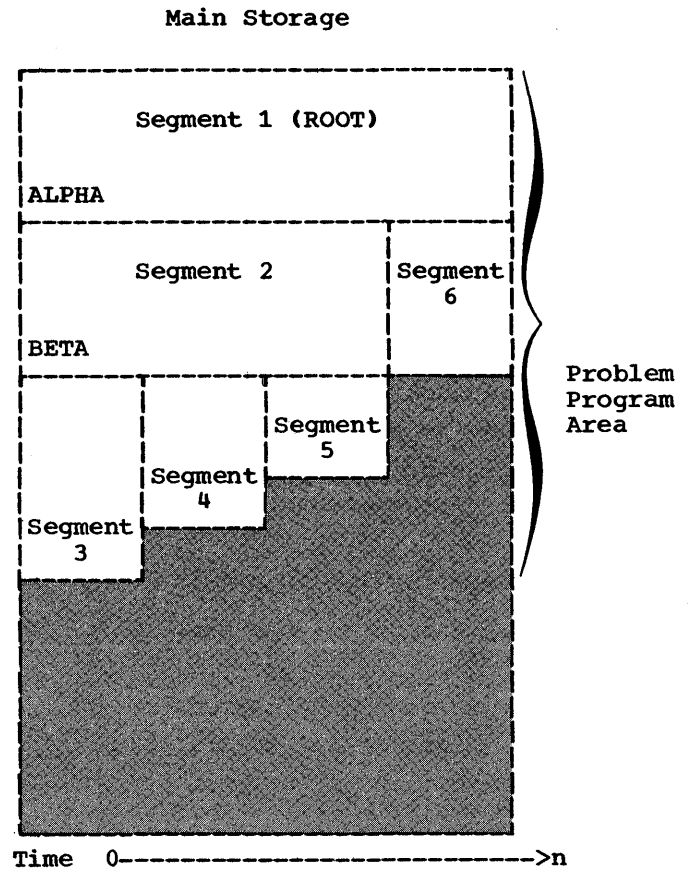 Main Storage
Segment 1 (ROOT)
ALPHA
Segment 2
Segment
6
BETA
Problem
Program
Area
Segment
5
Segment
4
Segment
3
Time 0------------------------------>n